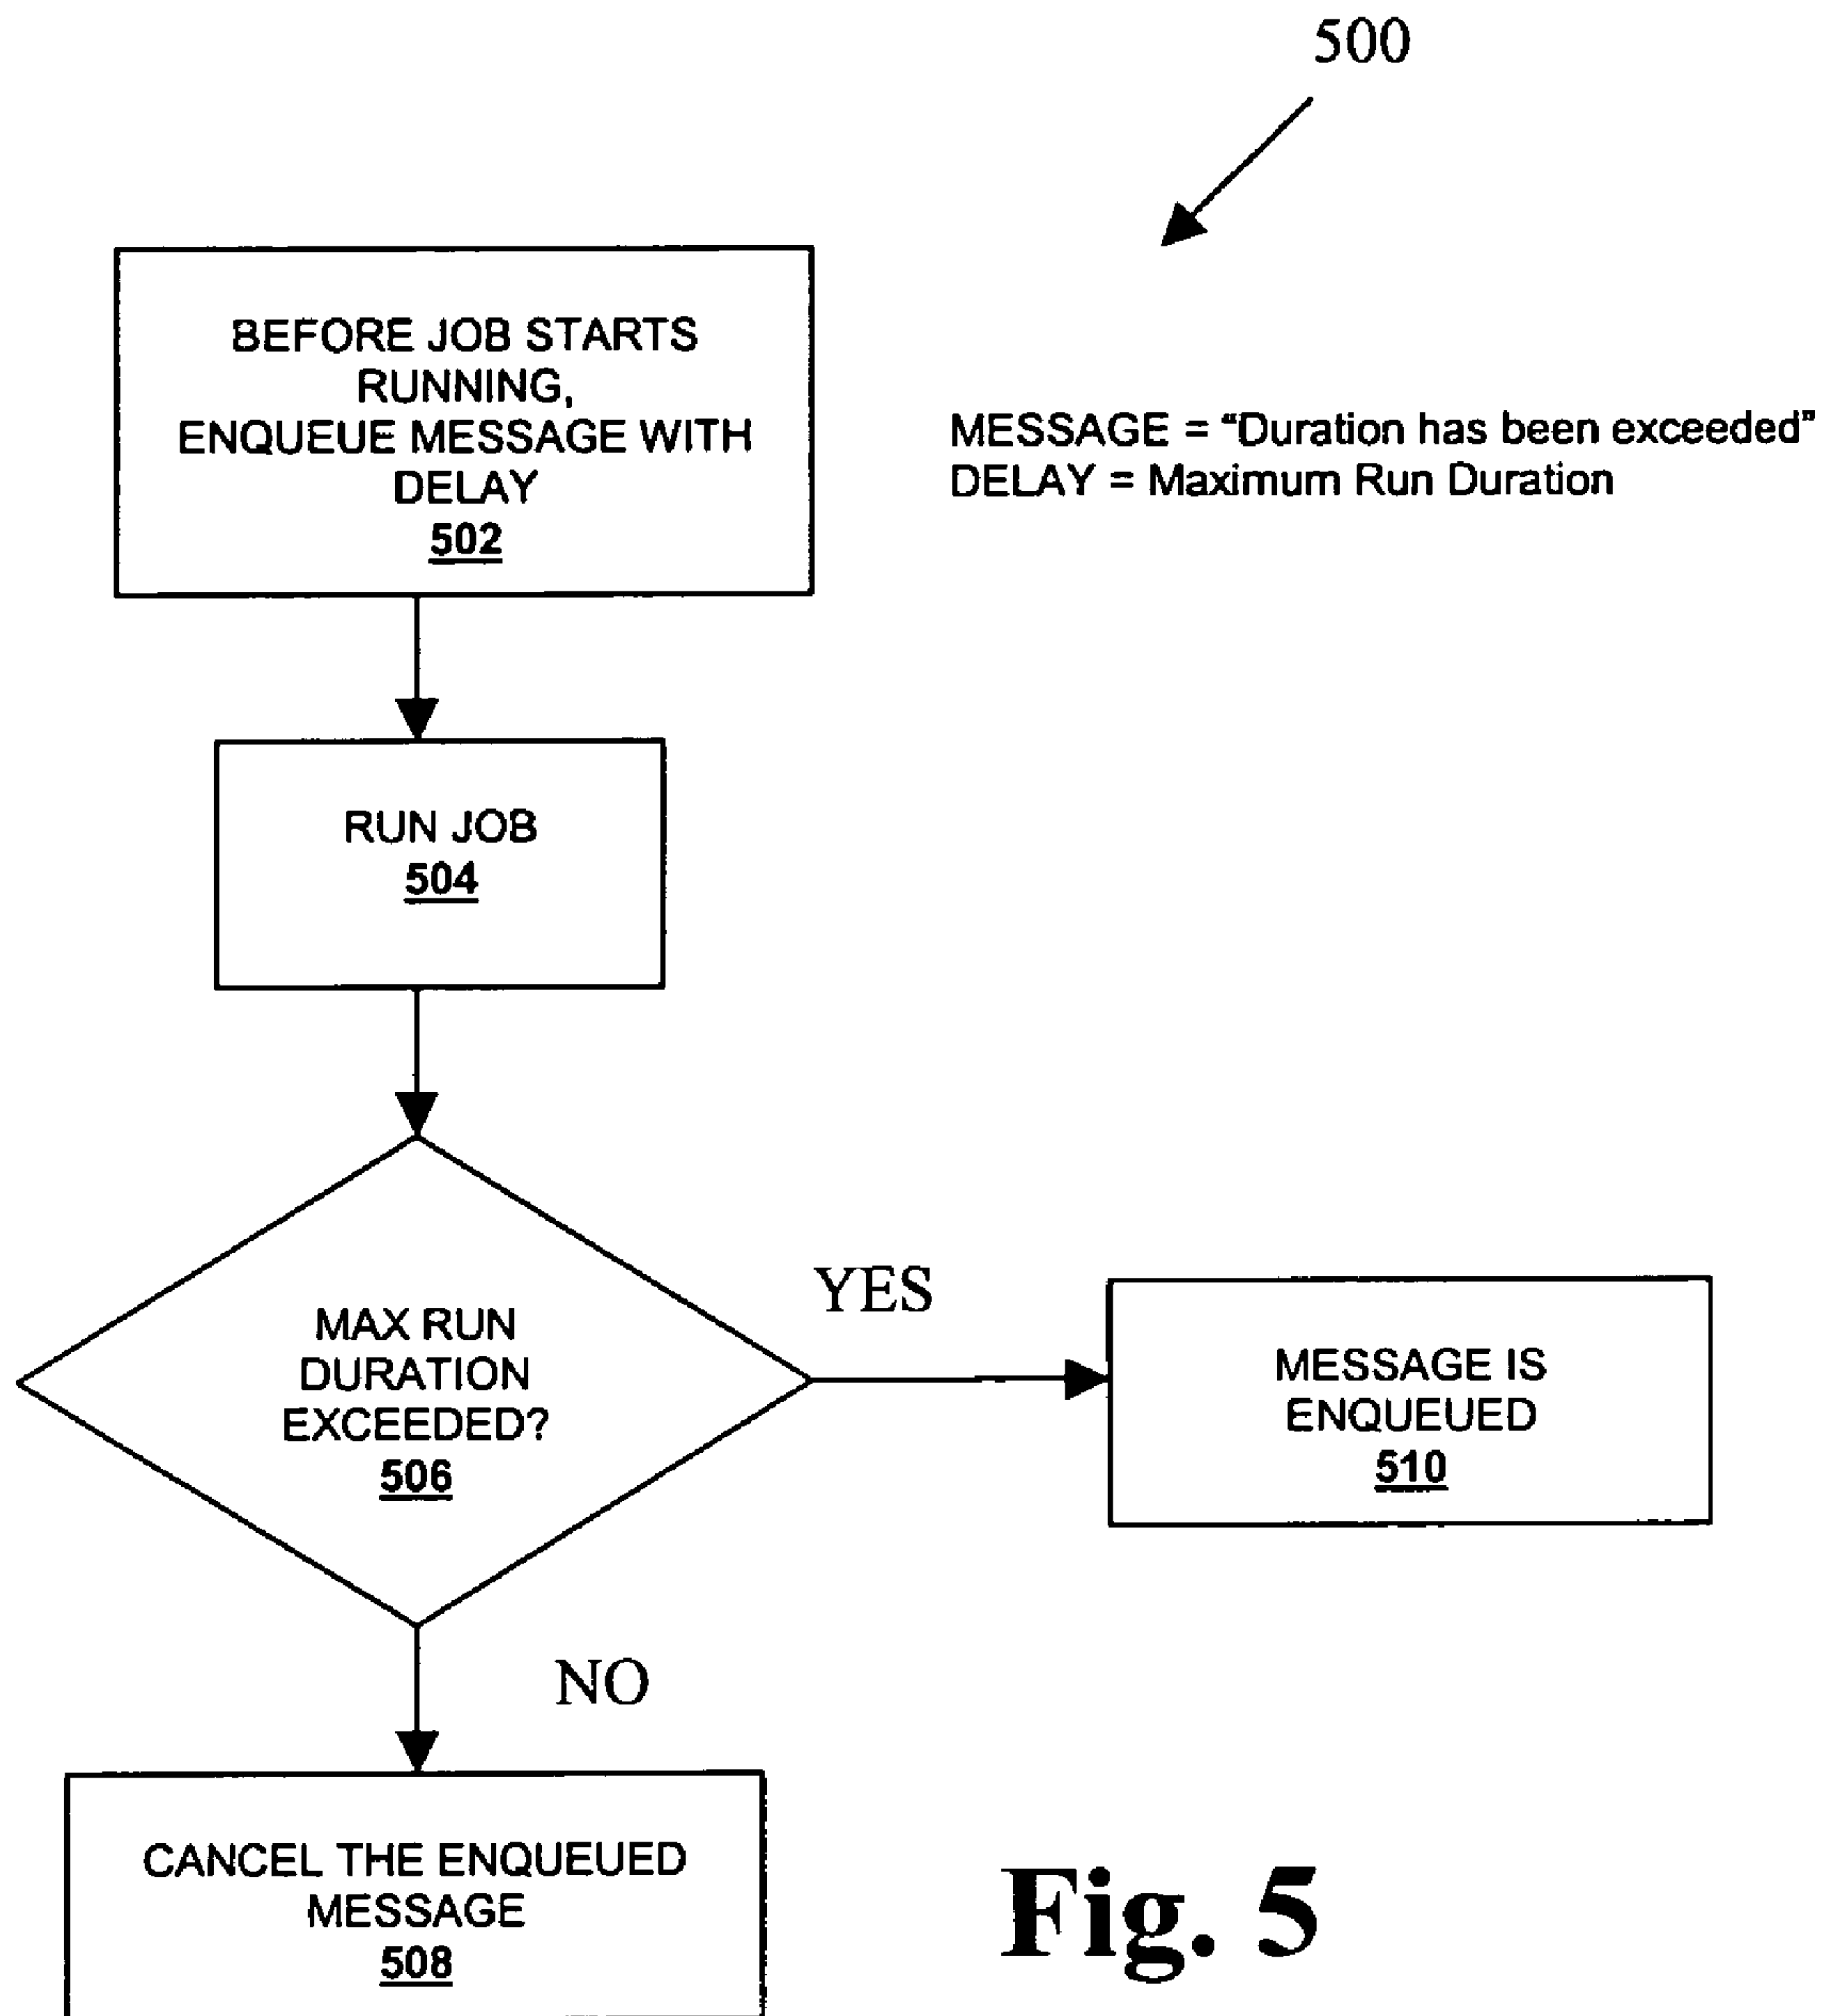 500
BEFORE JOB STARTS
RUNNING,
ENQUEUE MESSAGE WITH
DELAY
502
MESSAGE = "Duration has been exceeded"
DELAY = Maximum Run Duration
RUN JOB
504
MAX RUN
DURATION
EXCEEDED?
506
YES
MESSAGE IS
ENQUEUED
510
NO
CANCEL THE ENQUEUED
MESSAGE
508
Fig. 5